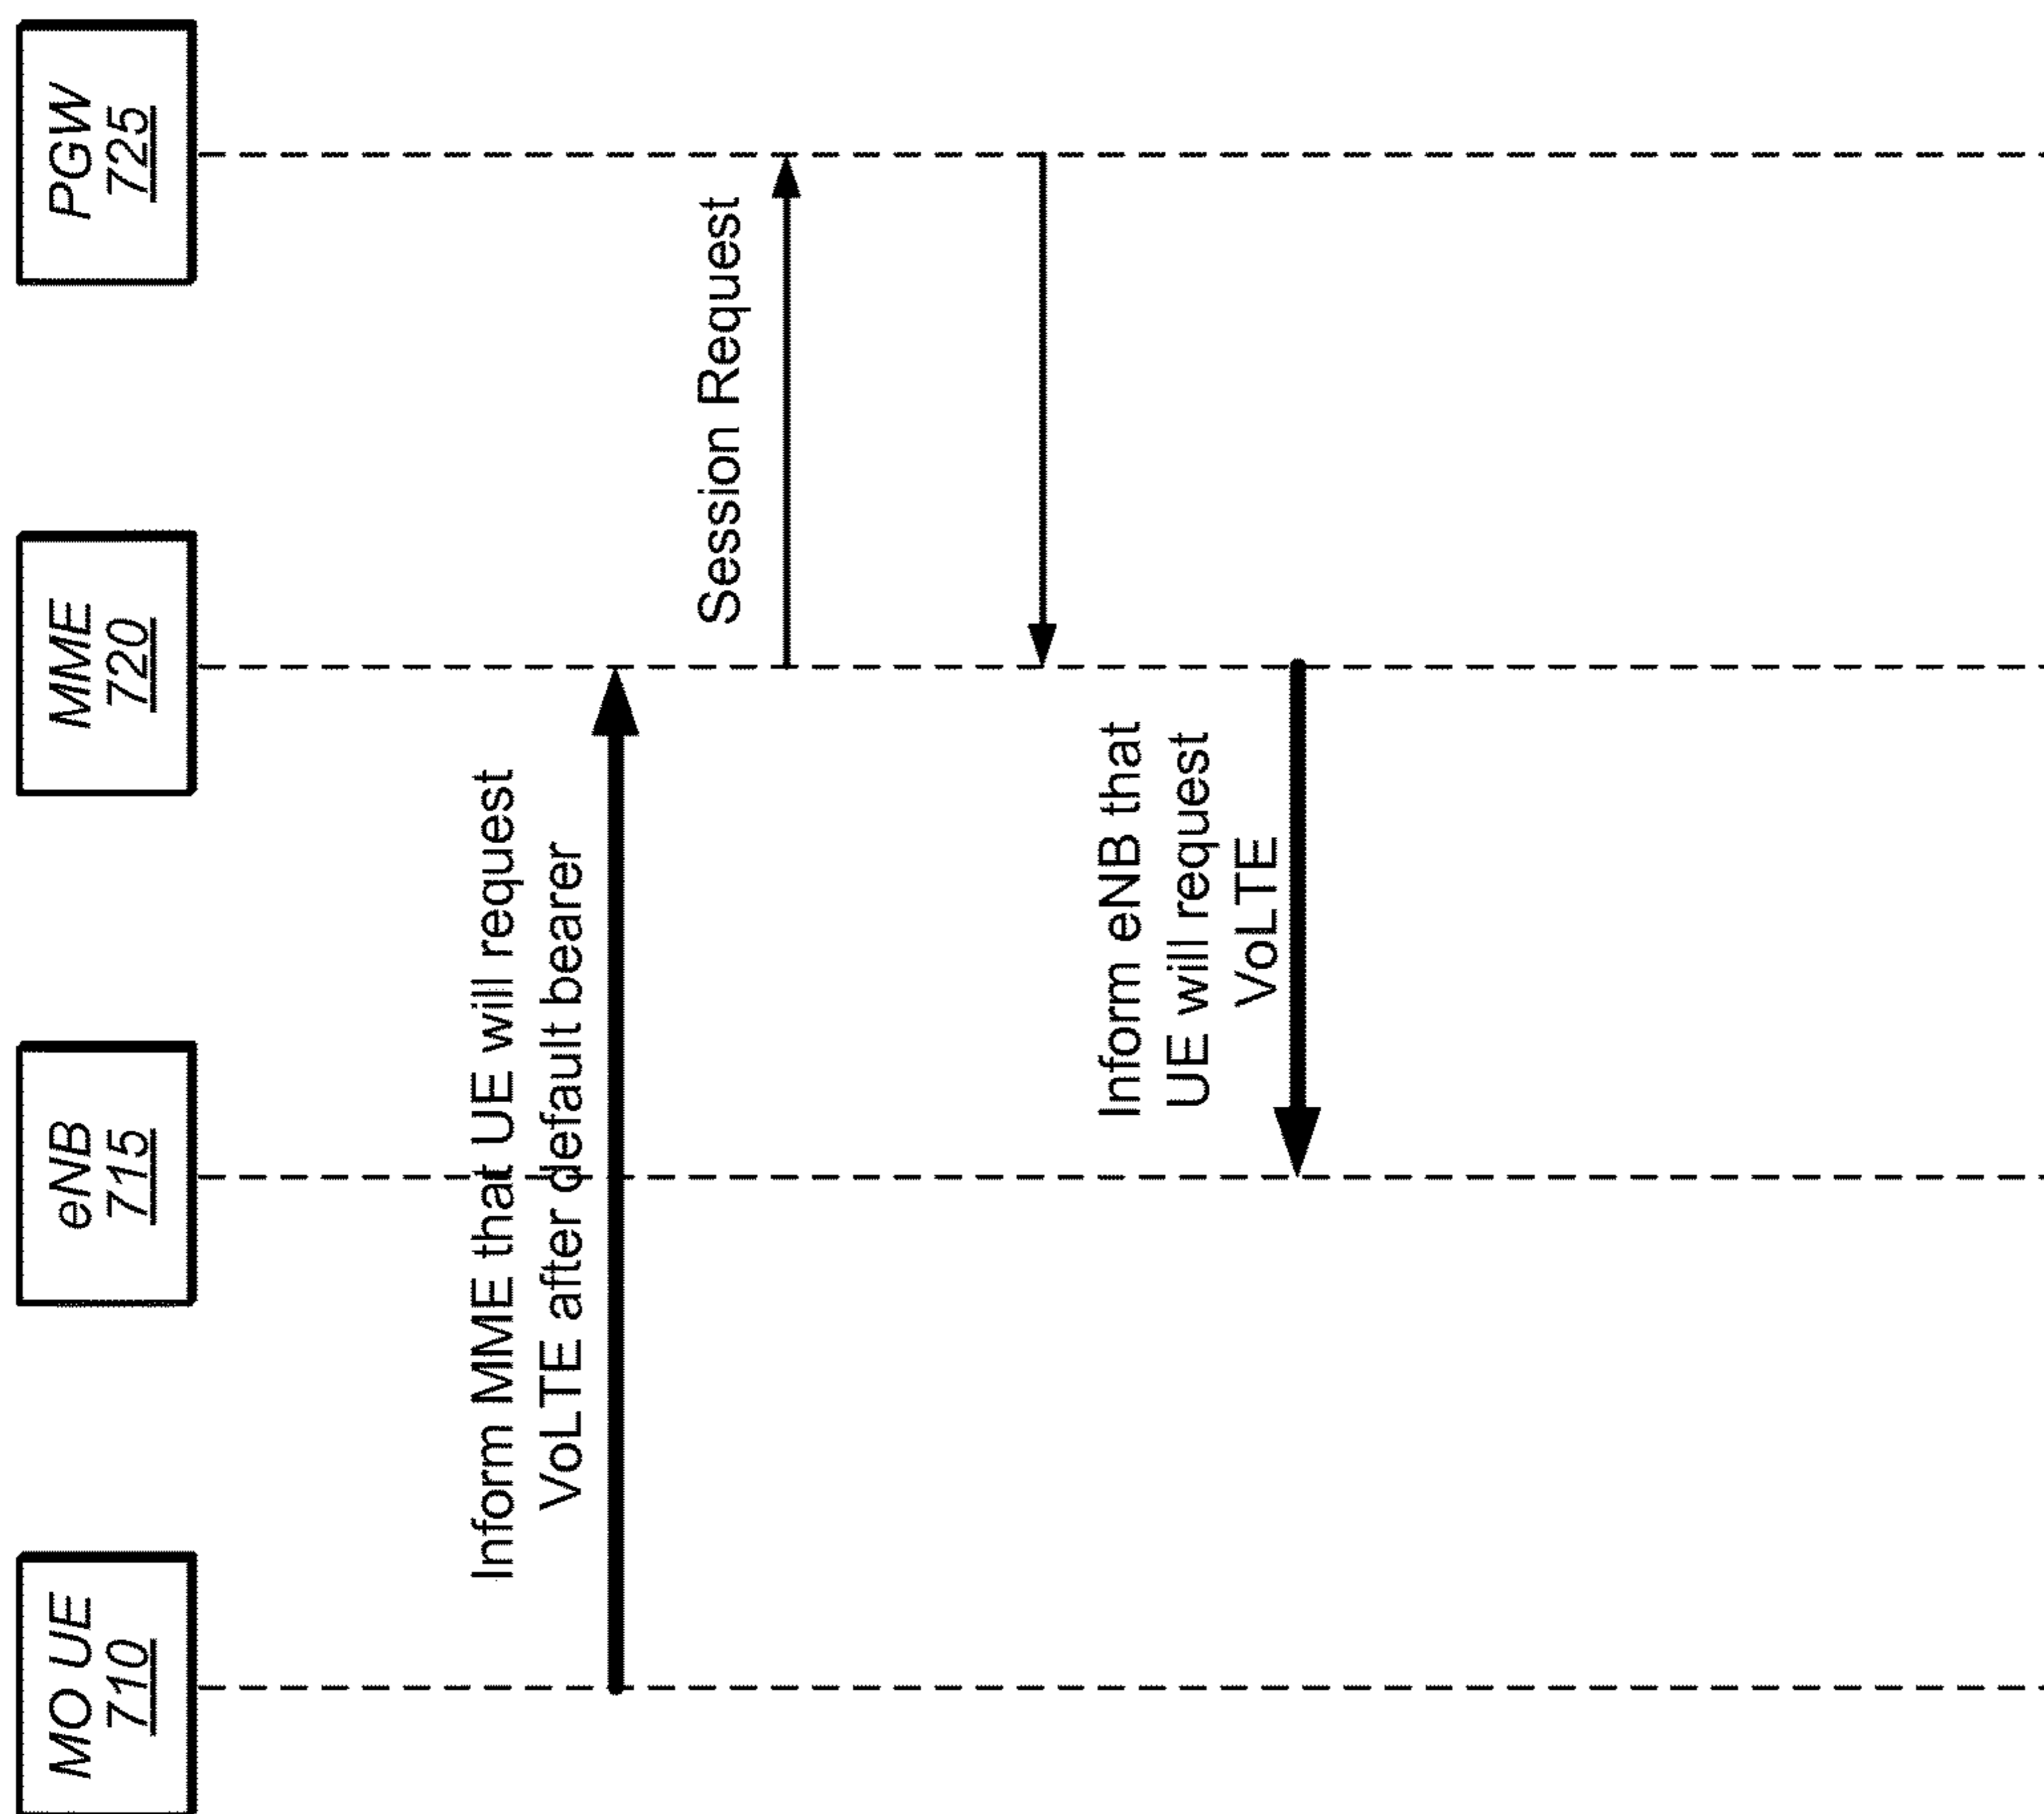 MO UE
710
eNB
715
MME
720
PGW
725
Inform MME that UE will request
VoLTE after default bearer
Session Request
Inform eNB that
UE will request
VoLTE